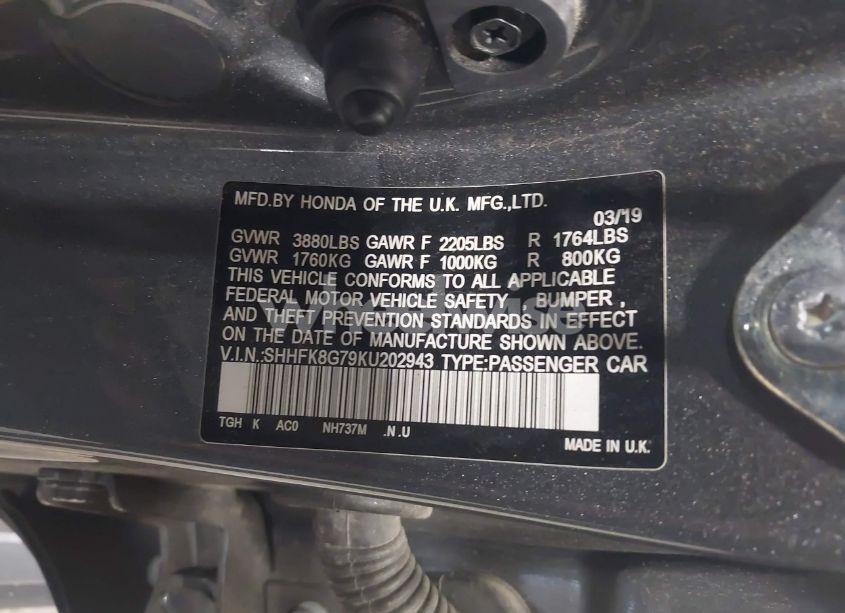 MFD.BY HONDA OF THE U.K. MFG.,LTD.
03/'19
GVWR 3880LBS GAWR F 2205LBS R 1764LBS
GVWR 1760KG GAWR F 1000KG R 800KG
THIS VEHICLE CONFORMS TO ALL APPLICABLE
FEDERAL MOTOR VEHICLE SAFETY , BUMPER ,
AND THEFT PREVENTION STANDARDS IN EFFECT
ON THE DATE OF MANUFACTURE SHOWN ABOVE.
V.I.N.:SHHFK8G79KU202943 TYPE:PASSENGER CAR
TGH K AC0 NH737M .N .U
MADE IN U.K.